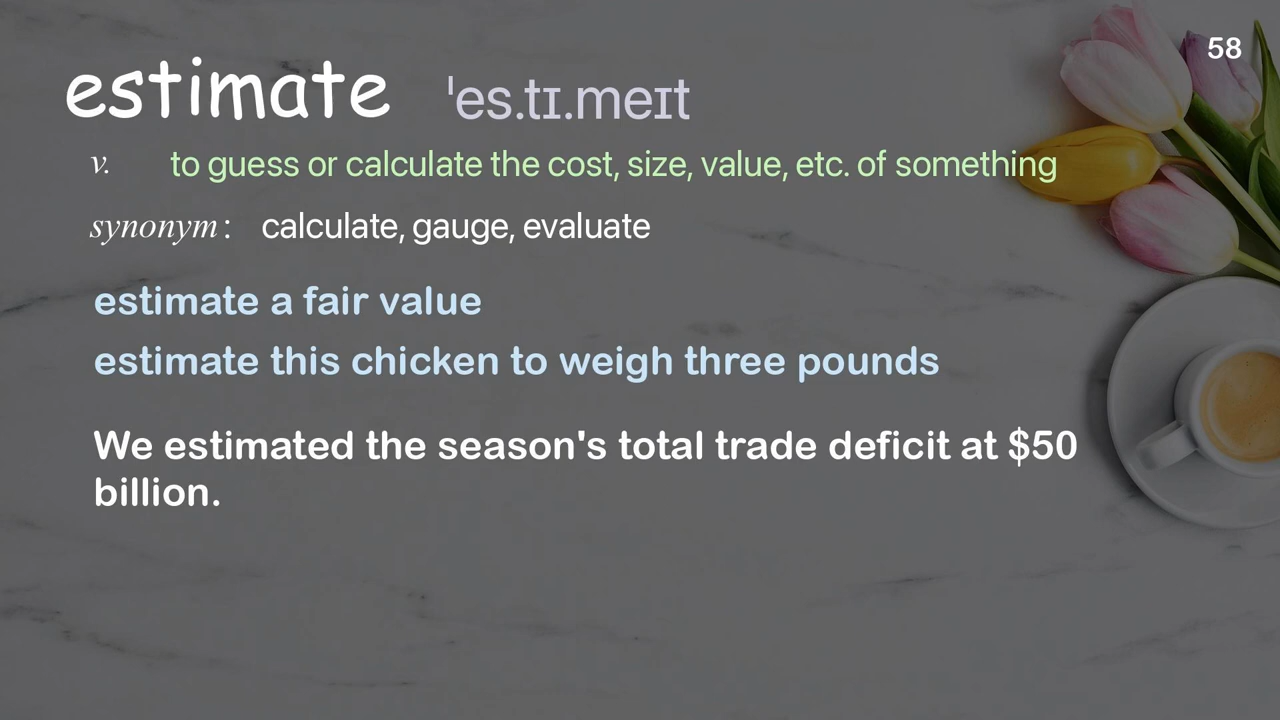 58
estimate ˈes.tɪ.meɪt
v. to guess or calculate the cost, size, value, etc. of something
synonym: calculate, gauge, evaluate
estimate a fair value
estimate this chicken to weigh three pounds
We estimated the season's total trade deficit at $50
billion.